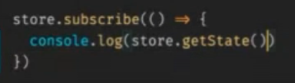 store.subscribe(() => {
  console.log(store.getState())
})